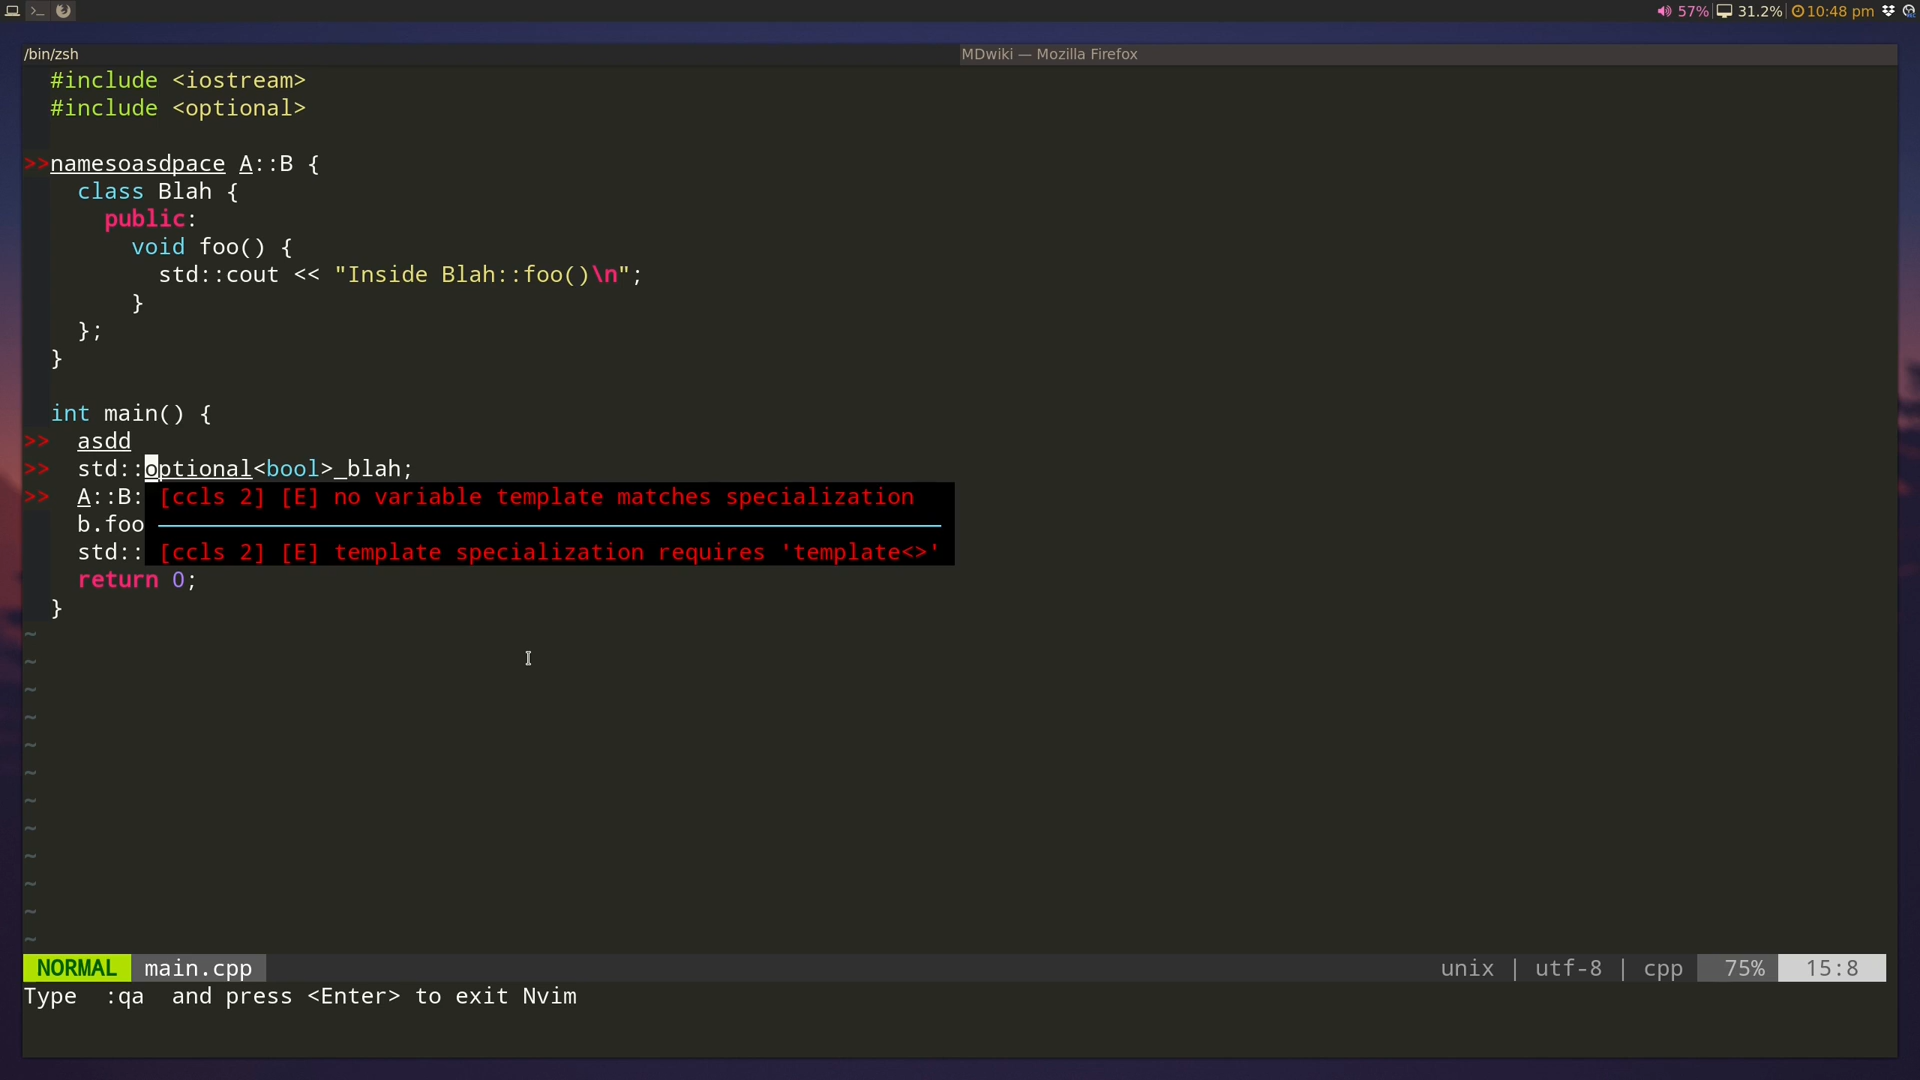 57% 31.2% 10:48 pm
/bin/zsh
MDwiki — Mozilla Firefox
#include <iostream>
#include <optional>
>>namesoasdpace A::B {
class Blah {
public:
void foo() {
std::cout << "Inside Blah::foo()\n";
}
};
}
int main() {
>> asdd
>> std::optional<bool>_blah;
>> A::B:
[ccls 2] [E] no variable template matches specialization
b.foo
std::
[ccls 2] [E] template specialization requires 'template<>'
return 0;
}
~
~
~
~
~
~
~
~
~
~
~
~
NORMAL main.cpp unix | utf-8 | cpp 75% 15:8
Type :qa and press <Enter> to exit Nvim